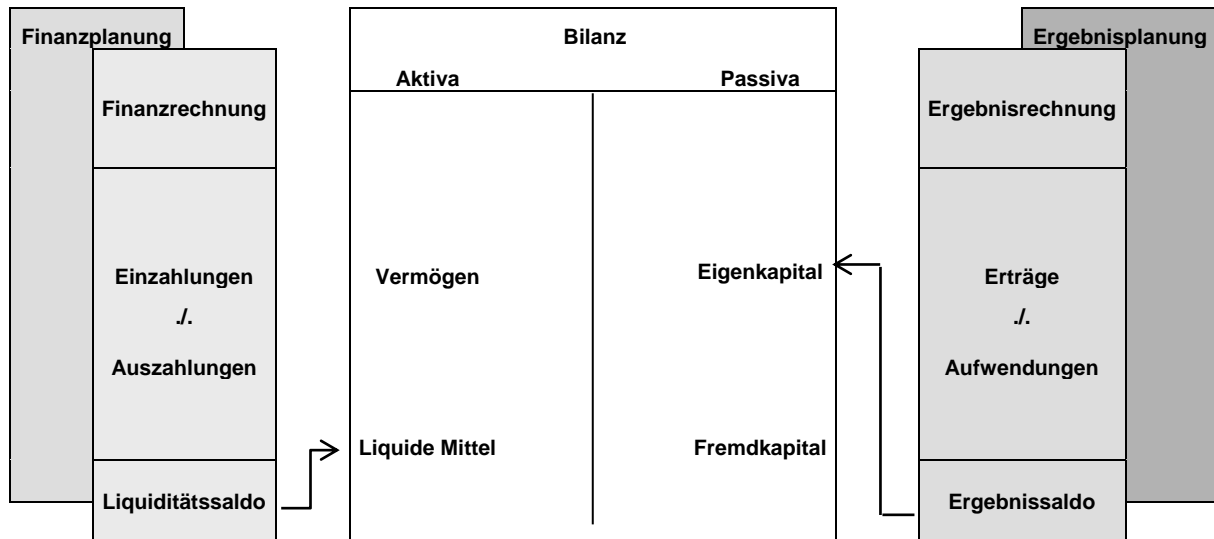 Finanzplanung
Finanzrechnung
Einzahlungen
./.
Auszahlungen
Liquiditätssaldo
Bilanz
Aktiva
Passiva
Vermögen
Eigenkapital
Liquide Mittel
Fremdkapital
Ergebnisplanung
Ergebnisrechnung
Erträge
./.
Aufwendungen
Ergebnissaldo